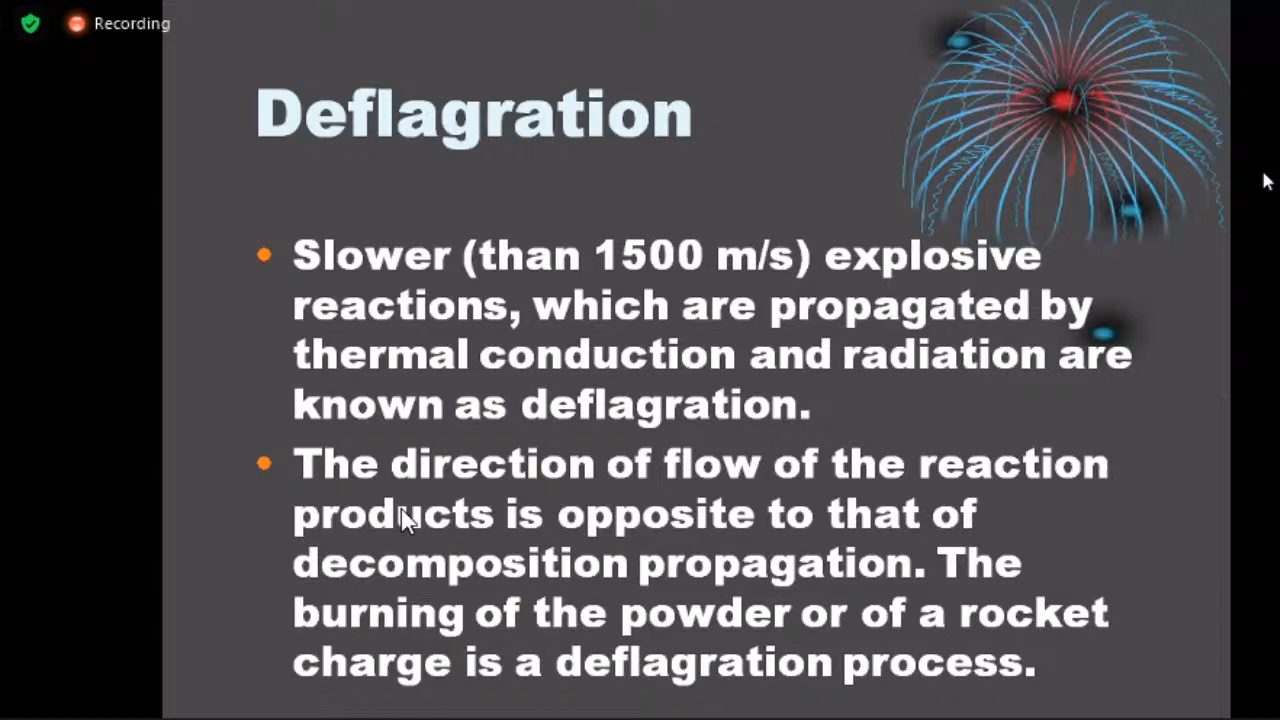 Recording
Deflagration
Slower (than 1500 m/s) explosive
reactions, which are propagated by
thermal conduction and radiation are
known as deflagration.
The direction of flow of the reaction
products is opposite to that of
decomposition propagation. The
burning of the powder or of a rocket
charge is a deflagration process.